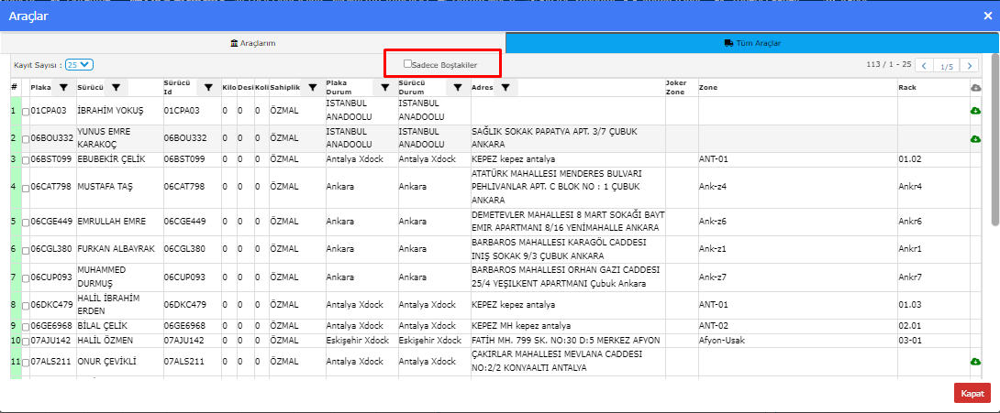 Araçlar ×
Araçlarım Tüm Araçlar
Kayıt Sayısı : 25 Sadece Boştakiler 113 / 1 - 25 1/5
# Plaka Sürücü Sürücü Id Kilo Desi Koli Sahiplik Plaka Durum Sürücü Durum Adres Joker Zone Zone Rack
1 01CPA03 İBRAHİM YOKUŞ 01CPA03 0 0 0 ÖZMAL ISTANBUL ANADOOLU ISTANBUL ANADOOLU
2 06BOU332 YUNUS EMRE KARAKOÇ 06BOU332 0 0 0 ÖZMAL ISTANBUL ANADOOLU ISTANBUL ANADOOLU SAĞLIK SOKAK PAPATYA APT. 3/7 ÇUBUK ANKARA
3 06BST099 EBUBEKİR ÇELİK 06BST099 0 0 0 ÖZMAL Antalya Xdock Antalya Xdock KEPEZ kepez antalya ANT-01 01.02
4 06CAT798 MUSTAFA TAŞ 06CAT798 0 0 0 ÖZMAL Ankara Ankara ATATÜRK MAHALLESI MENDERES BULVARI PEHLIVANLAR APT. C BLOK NO : 1 ÇUBUK ANKARA Ank-z4 Ankr4
5 06CGE449 EMRULLAH EMRE 06CGE449 0 0 0 ÖZMAL Ankara Ankara DEMETEVLER MAHALLESI 8 MART SOKAĞI BAYT EMIR APARTMANI 8/16 YENİMAHALLE ANKARA Ank-z6 Ankr6
6 06CGL380 FURKAN ALBAYRAK 06CGL380 0 0 0 ÖZMAL Ankara Ankara BARBAROS MAHALLESI KARAGÖL CADDESI INIŞ SOKAK 9/3 ÇUBUK ANKARA Ank-z1 Ankr1
7 06CUP093 MUHAMMED DURMUŞ 06CUP093 0 0 0 ÖZMAL Ankara Ankara BARBAROS MAHALLESI ORHAN GAZI CADDESI 25/4 YEŞILKENT APARTMANI Çubuk Ankara Ank-z7 Ankr7
8 06DKC479 HALİL İBRAHİM ERDEN 06DKC479 0 0 0 ÖZMAL Antalya Xdock Antalya Xdock KEPEZ kepez antalya ANT-01 01.03
9 06GE6968 BİLAL ÇELİK 06GE6968 0 0 0 ÖZMAL Antalya Xdock Antalya Xdock KEPEZ MH kepez antalya ANT-02 02.01
10 07AJU142 HALİL ÖZMEN 07AJU142 0 0 0 ÖZMAL Eskişehir Xdock Eskişehir Xdock FATİH MH. 799 SK. NO:30 D:5 MERKEZ AFYON Afyon-Usak 03-01
11 07ALS211 ONUR ÇEVİKLİ 07ALS211 0 0 0 ÖZMAL Antalya Xdock Antalya Xdock ÇAKIRLAR MAHALLESI MEVLANA CADDESI NO:2/2 KONYAALTI ANTALYA
Kapat